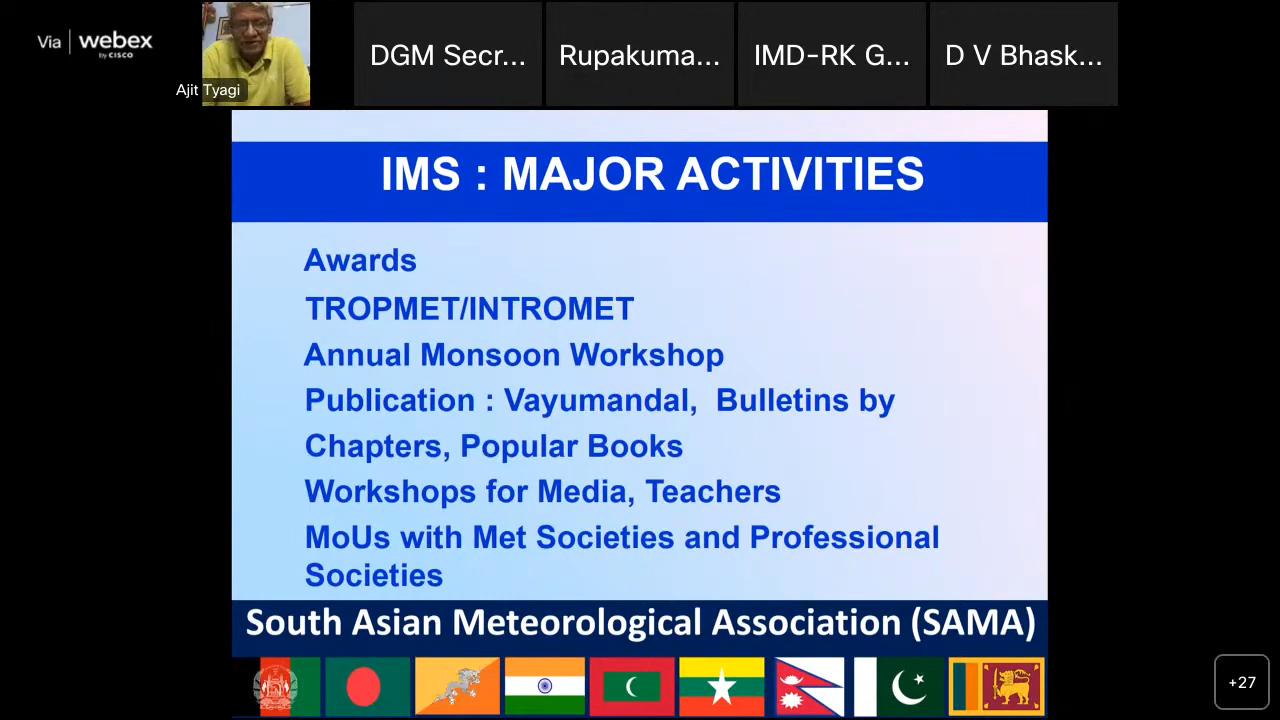 Via | webex
by CISCO
Ajit Tyagi
DGM Secr...
Rupakuma...
IMD-RK G...
D V Bhask...
IMS : MAJOR ACTIVITIES
Awards
TROPMET/INTROMET
Annual Monsoon Workshop
Publication : Vayumandal, Bulletins by
Chapters, Popular Books
Workshops for Media, Teachers
MoUs with Met Societies and Professional
Societies
South Asian Meteorological Association (SAMA)
+27